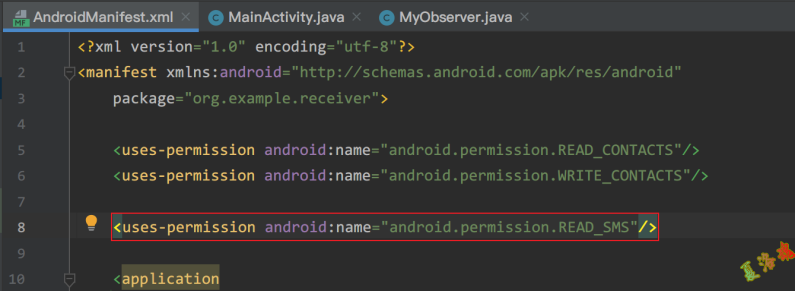 AndroidManifest.xml MainActivity.java MyObserver.java
1 <?xml version="1.0" encoding="utf-8"?>
2 <manifest xmlns:android="http://schemas.android.com/apk/res/android"
3 package="org.example.receiver">
4
5 <uses-permission android:name="android.permission.READ_CONTACTS"/>
6 <uses-permission android:name="android.permission.WRITE_CONTACTS"/>
7
8 <uses-permission android:name="android.permission.READ_SMS"/>
9
10 <application